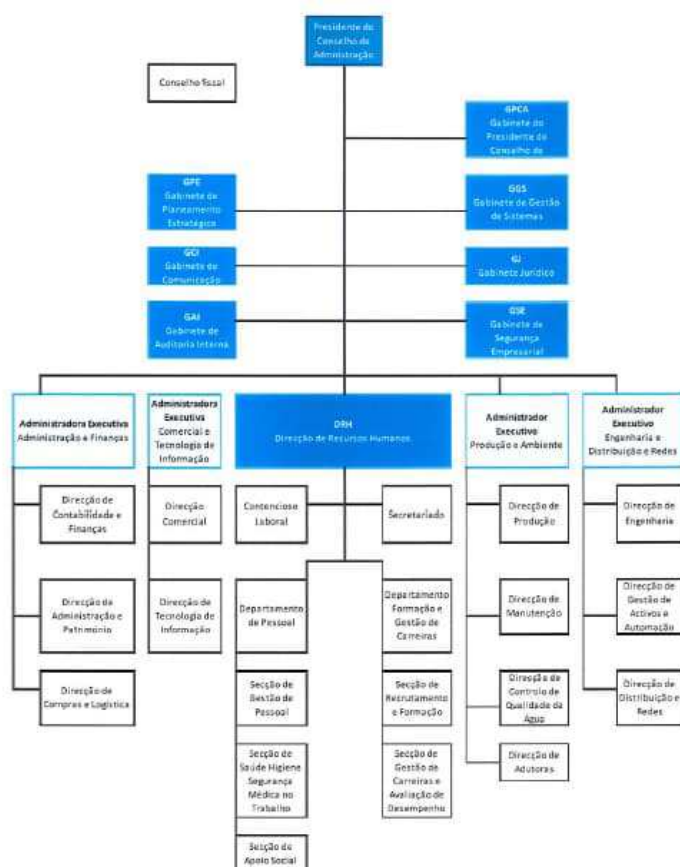 Presidente do
Conselho de
Administração
Conselho fiscal
GPCA
Gabinete do
Presidente do
Conselho de
GPE
Gabinete de
Planeamento
Estratégico
GGS
Gabinete de Gestão
de Sistemas
GCI
Gabinete de
Comunicação
GJ
Gabinete Jurídico
GAI
Gabinete de
Auditoria Interna
GSE
Gabinete de
Segurança
Empresarial
Administradora Executiva
Administração e Finanças
Administradora
Executiva
Comercial e
Tecnologia de
Informação
DRH
Direcção de Recursos Humanos
Administrador
Executivo
Produção e Ambiente
Administrador
Executivo
Engenharia e
Distribuição e Redes
Direcção de
Contabilidade e
Finanças
Direcção de
Administração e
Património
Direcção de
Compras e Logística
Direcção
Comercial
Direcção de
Tecnologia de
Informação
Contencioso
Laboral
Secretariado
Departamento
de Pessoal
Secção de
Gestão de
Pessoal
Secção de
Saúde Higiene
Segurança
Médica no
Trabalho
Secção de
Apoio Social
Departamento
Formação e
Gestão de
Carreiras
Secção de
Recrutamento
e Formação
Secção de
Gestão de
Carreiras e
Avaliação de
Desempenho
Direcção de
Produção
Direcção de
Manutenção
Direcção de
Controlo de
Qualidade da
Água
Direcção de
Adutoras
Direcção de
Engenharia
Direcção de
Gestão de
Activos e
Automação
Direcção de
Distribuição e
Redes